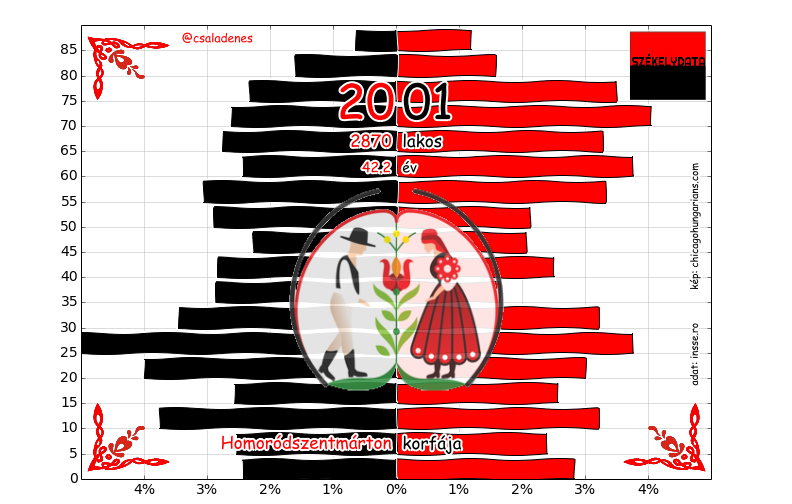 @csaladenes
SZÉKELYDATA
2001
2870 lakos
42,2 év
kép: chicagohungarians.com
adat: insse.ro
Homoródszentmárton korfája
85
80
75
70
65
60
55
50
45
40
35
30
25
20
15
10
5
0
4% 3% 2% 1% 0% 1% 2% 3% 4%